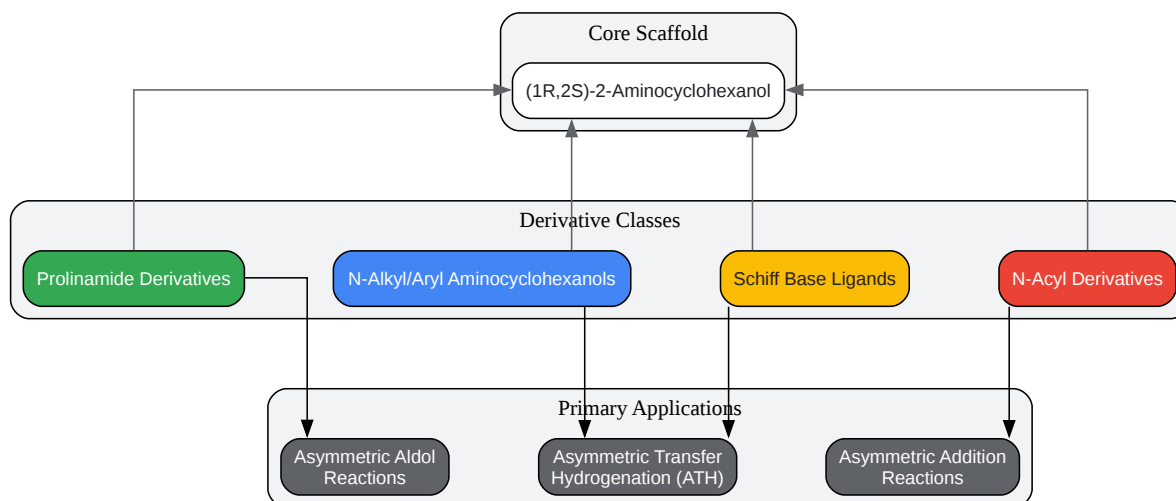 Core Scaffold
(1R,2S)-2-Aminocyclohexanol
Derivative Classes
Prolinamide Derivatives
N-Alkyl/Aryl Aminocyclohexanols
Schiff Base Ligands
N-Acyl Derivatives
Primary Applications
Asymmetric Aldol
Reactions
Asymmetric Transfer
Hydrogenation (ATH)
Asymmetric Addition
Reactions